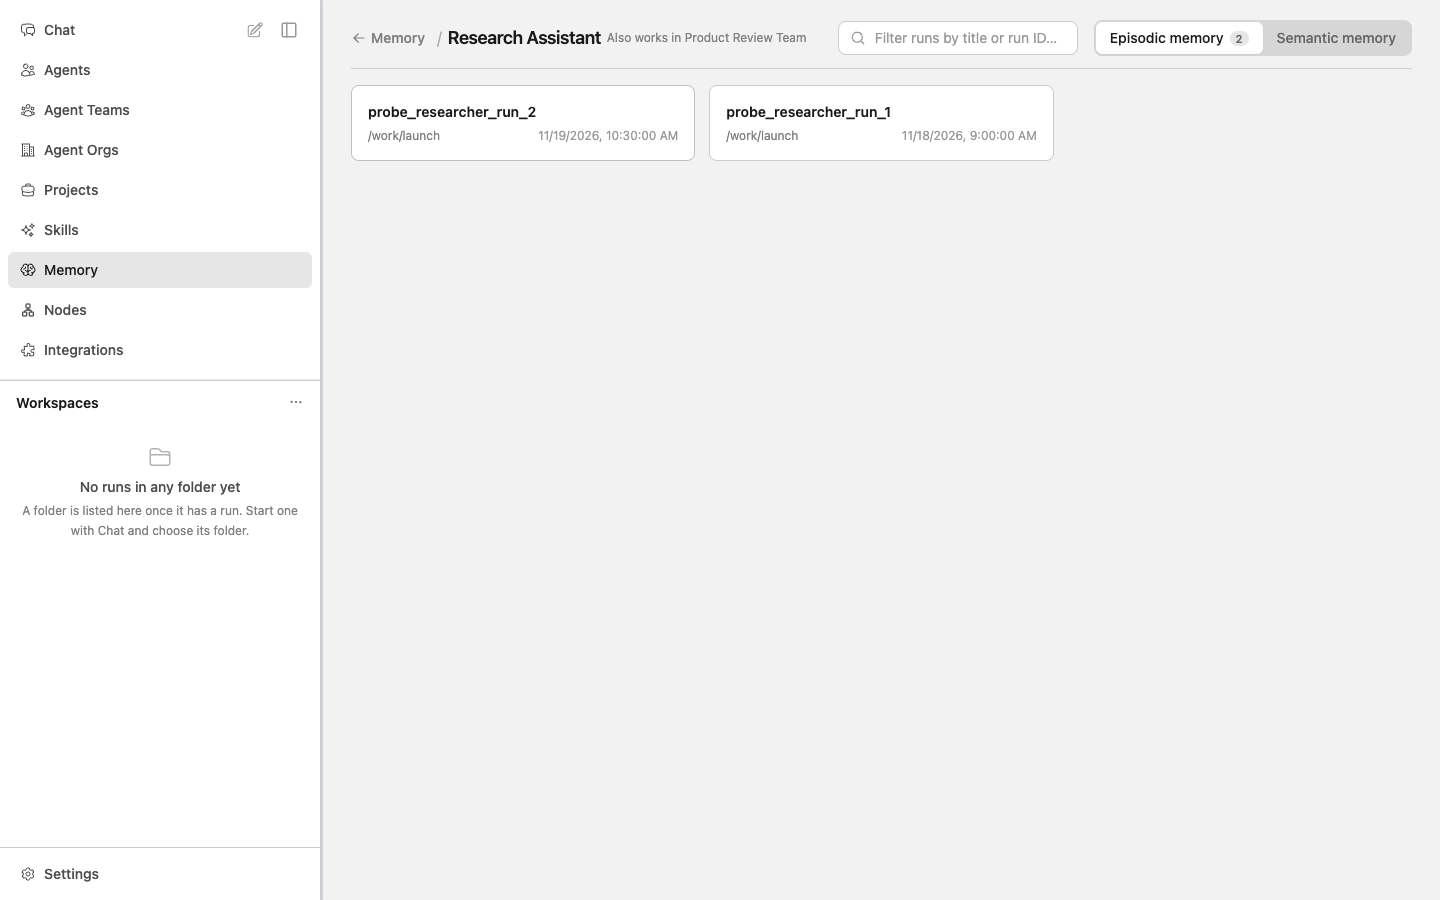 Chat
Agents
Agent Teams
Agent Orgs
Projects
Skills
Memory
Nodes
Integrations
Workspaces
No runs in any folder yet
A folder is listed here once it has a run. Start one
with Chat and choose its folder.
Settings
Memory / Research Assistant Also works in Product Review Team
Filter runs by title or run ID...
Episodic memory 2
Semantic memory
probe_researcher_run_2
/work/launch 11/19/2026, 10:30:00 AM
probe_researcher_run_1
/work/launch 11/18/2026, 9:00:00 AM